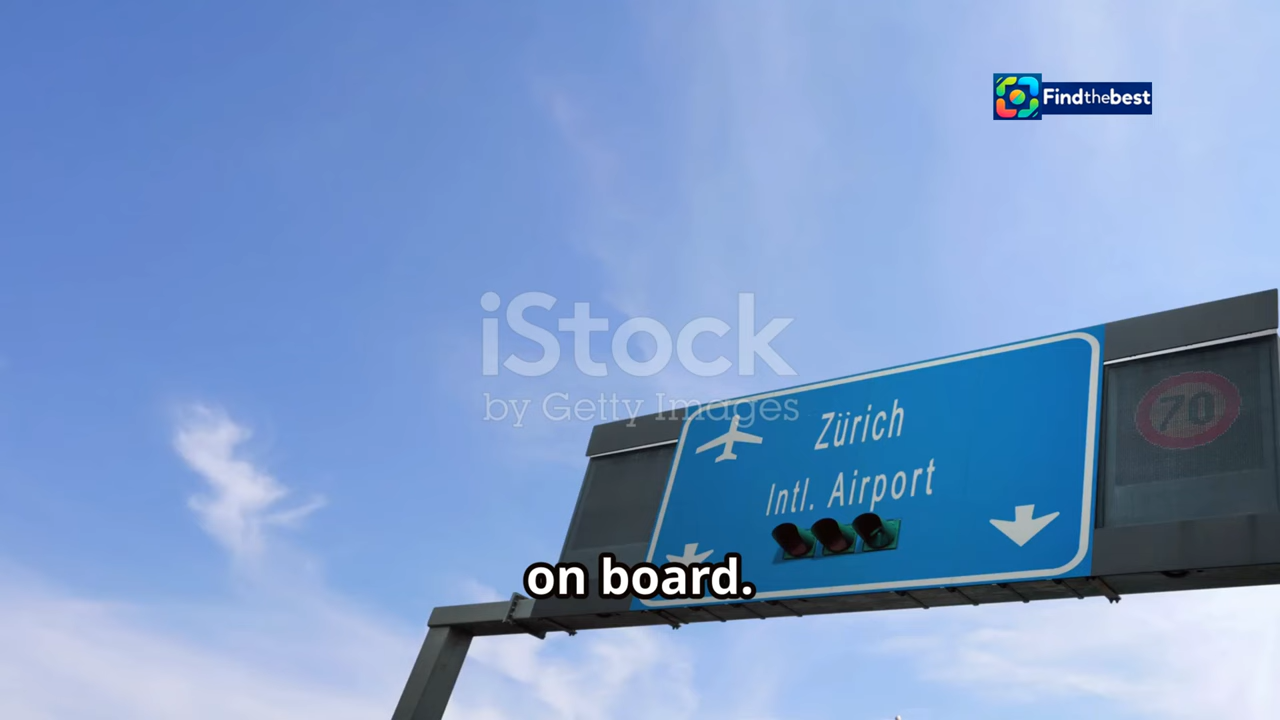 Findthebest
iStock
by Getty Images
Zürich
Intl. Airport
70
on board.